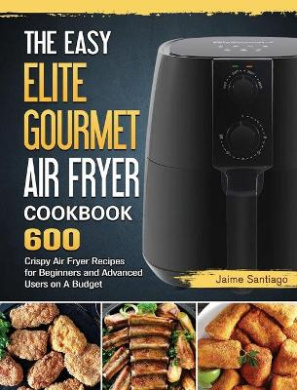 THE EASY
ELITE
GOURMET
AIR FRYER
COOKBOOK
600
Crispy Air Fryer Recipes
for Beginners and Advanced
Users on A Budget
Jaime Santiago